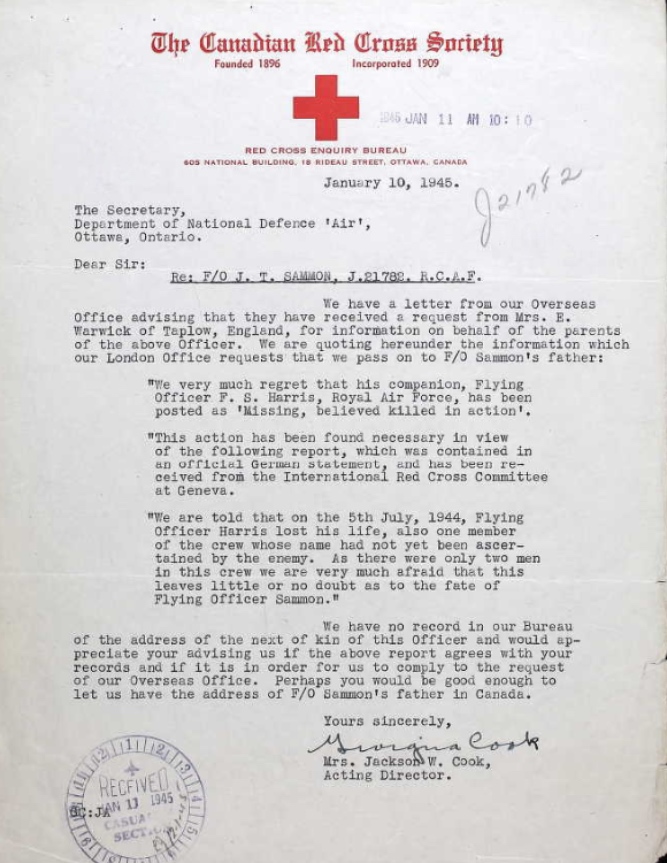 The Canadian Red Cross Society
Founded 1896 Incorporated 1909
1945 JAN 11 AM 10:10
RED CROSS ENQUIRY BUREAU
605 NATIONAL BUILDING, 18 RIDEAU STREET, OTTAWA, CANADA
January 10, 1945.
J21782
The Secretary,
Department of National Defence 'Air',
Ottawa, Ontario.
Dear Sir:
Re: F/O J. T. SAMMON, J.21782. R.C.A.F.
We have a letter from our Overseas
Office advising that they have received a request from Mrs. E.
Warwick of Taplow, England, for information on behalf of the parents
of the above Officer. We are quoting hereunder the information which
our London Office requests that we pass on to F/O Sammon's father:
"We very much regret that his companion, Flying
Officer F. S. Harris, Royal Air Force, has been
posted as 'Missing, believed killed in action'.
"This action has been found necessary in view
of the following report, which was contained in
an official German statement, and has been re-
ceived from the International Red Cross Committee
at Geneva.
"We are told that on the 5th July, 1944, Flying
Officer Harris lost his life, also one member
of the crew whose name had not yet been ascer-
tained by the enemy. As there were only two men
in this crew we are very much afraid that this
leaves little or no doubt as to the fate of
Flying Officer Sammon."
We have no record in our Bureau
of the address of the next of kin of this Officer and would ap-
preciate your advising us if the above report agrees with your
records and if it is in order for us to comply to the request
of our Overseas Office. Perhaps you would be good enough to
let us have the address of F/O Sammon's father in Canada.
Yours sincerely,
Georgina Cook
Mrs. Jackson W. Cook,
Acting Director.
RECEIVED
JAN 13 1945
GC:JA